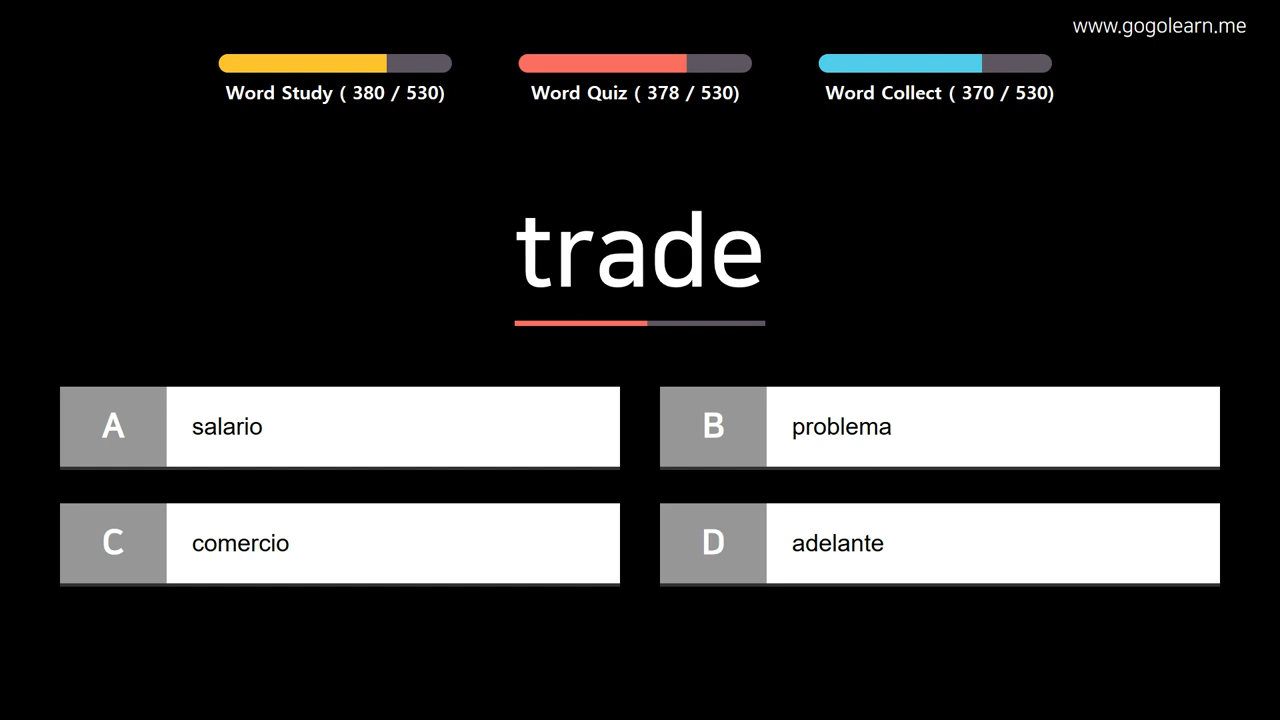 www.gogolearn.me
Word Study ( 380 / 530)
Word Quiz ( 378 / 530)
Word Collect ( 370 / 530)
trade
A salario
B problema
C comercio
D adelante